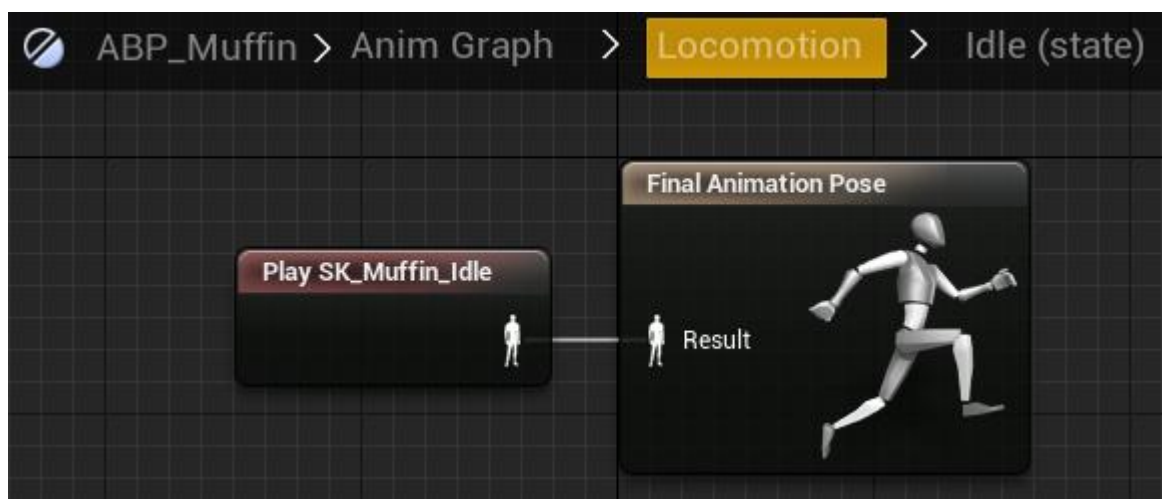 ABP_Muffin > Anim Graph > Locomotion > Idle (state)
Final Animation Pose
Play SK_Muffin_Idle
Result